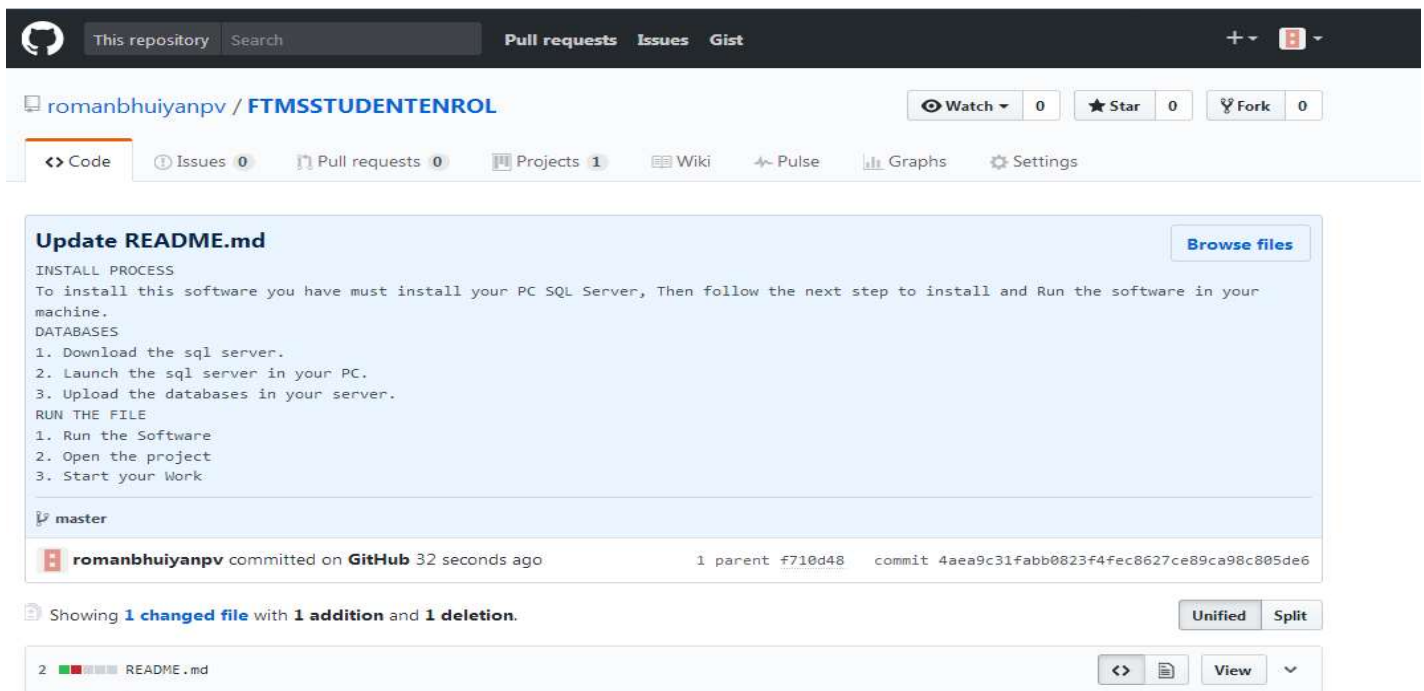 This repository Search Pull requests Issues Gist
romanbhuiyanpv / FTMSSTUDENTENROL Watch 0 Star 0 Fork 0
Code Issues 0 Pull requests 0 Projects 1 Wiki Pulse Graphs Settings
Update README.md Browse files
INSTALL PROCESS
To install this software you have must install your PC SQL Server, Then follow the next step to install and Run the software in your
machine.
DATABASES
1. Download the sql server.
2. Launch the sql server in your PC.
3. Upload the databases in your server.
RUN THE FILE
1. Run the Software
2. Open the project
3. Start your Work
master
romanbhuiyanpv committed on GitHub 32 seconds ago 1 parent f710d48 commit 4aea9c31fabb0823f4fec8627ce89ca98c805de6
Showing 1 changed file with 1 addition and 1 deletion. Unified Split
2 README.md <> View